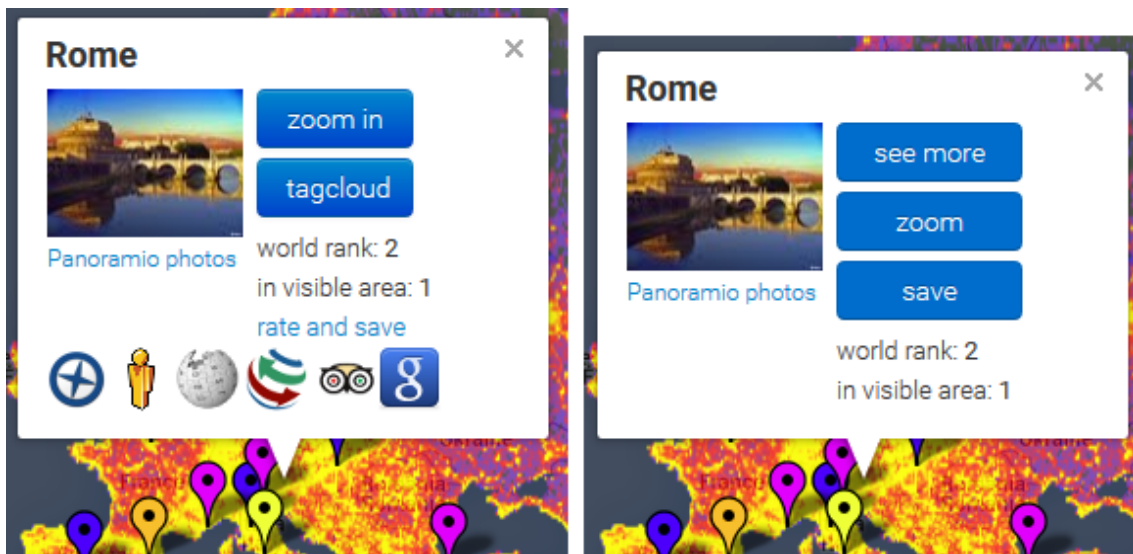 Rome
×
zoom in
tagcloud
Panoramio photos
world rank: 2
in visible area: 1
rate and save
g
Rome
×
see more
zoom
save
Panoramio photos
world rank: 2
in visible area: 1